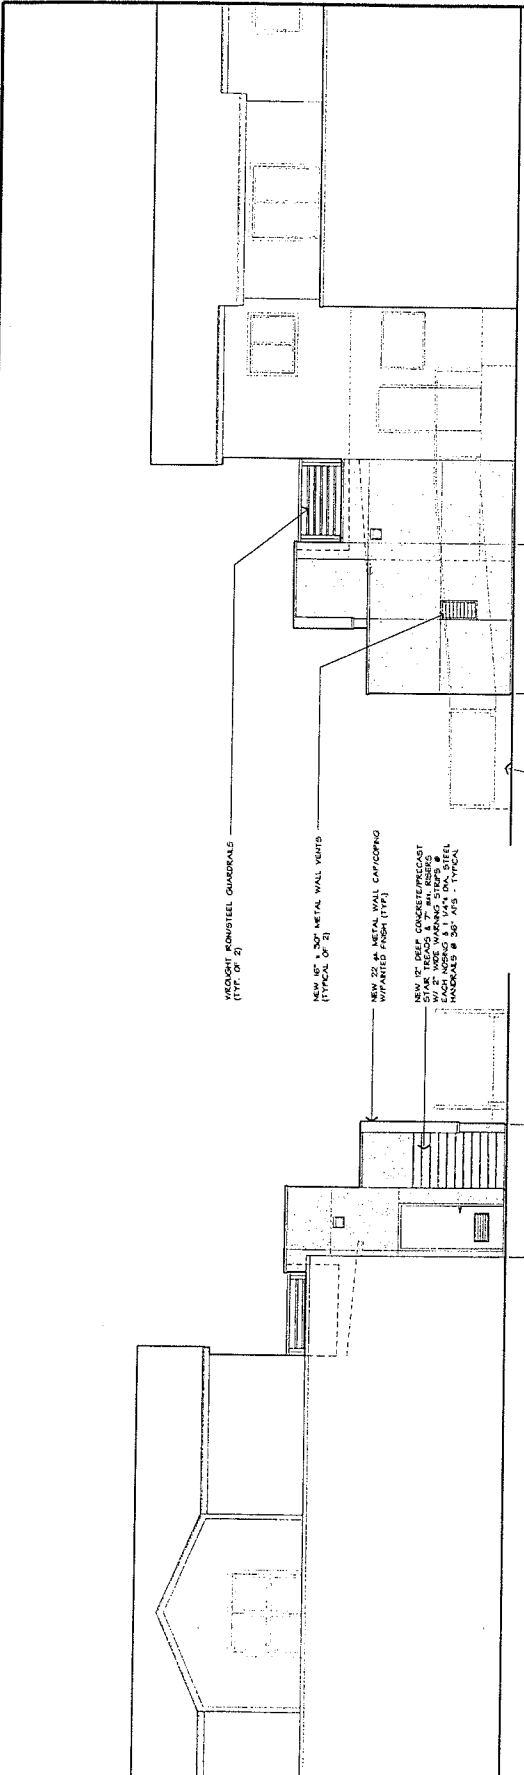 WROUGHT IRON/STEEL GUARDRAILS
(TYP. OF 2)
NEW 16" x 30" METAL WALL VENTS
(TYPICAL OF 2)
NEW 22 ga METAL WALL CAP/COPING
W/PAINTED FINISH (TYP.)
NEW 12" DEEP CONCRETE/PRECAST
STAIR TREADS & 7" RISERS
W/ 2" WIDE WARNING STRIPS @
EACH NOSING & 1 1/4"ø DIA. STEEL
HANDRAILS @ 36" AFS - TYPICAL